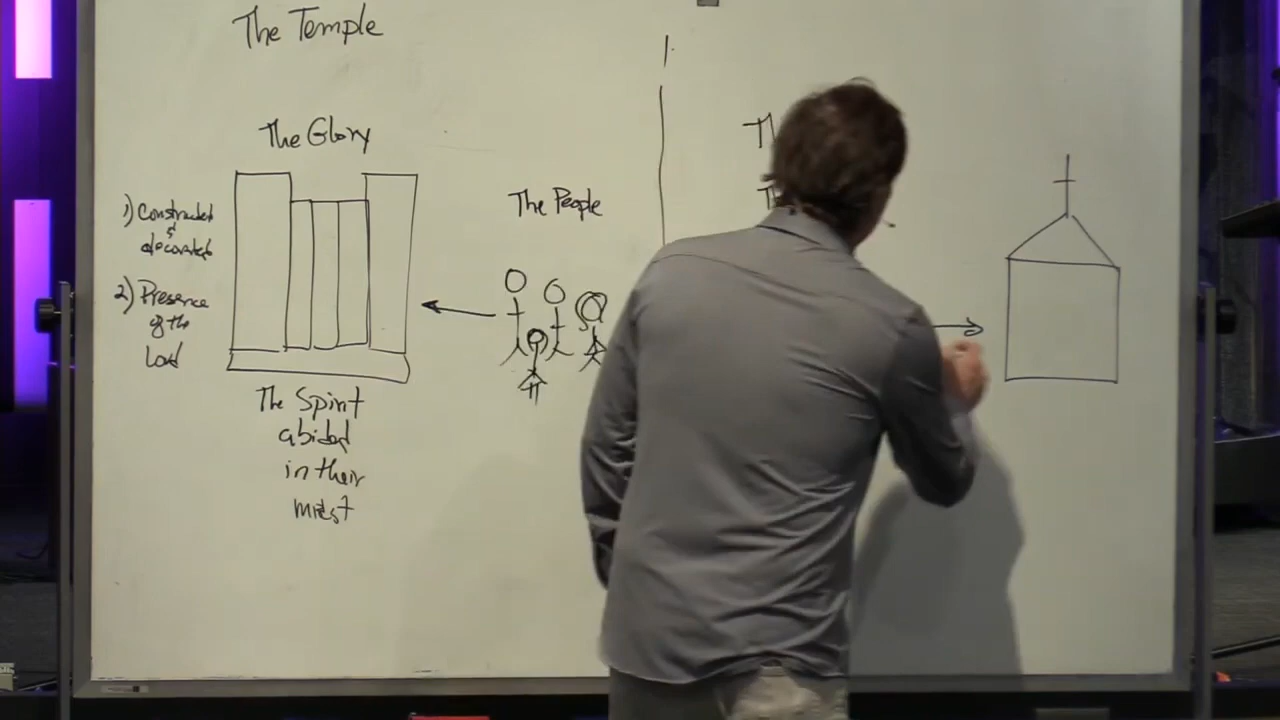 The Temple
The Glory
1) Constructed
&
decorated
2) Presence
of the
Lord
The People
The Spirit
abided
in their
midst